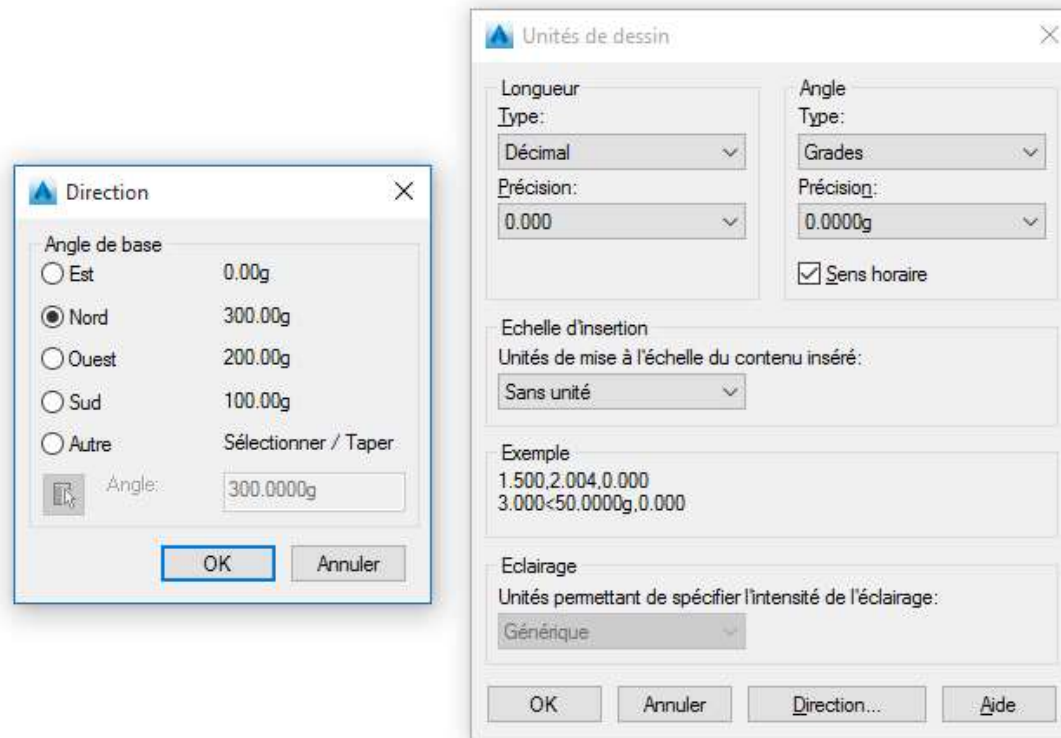 Direction
Angle de base
Est 0.00g
Nord 300.00g
Ouest 200.00g
Sud 100.00g
Autre Sélectionner / Taper
Angle: 300.0000g
OK Annuler
Unités de dessin
Longueur
Type:
Décimal
Précision:
0.000
Angle
Type:
Grades
Précision:
0.0000g
Sens horaire
Echelle d'insertion
Unités de mise à l'échelle du contenu inséré:
Sans unité
Exemple
1.500,2.004,0.000
3.000<50.0000g,0.000
Eclairage
Unités permettant de spécifier l'intensité de l'éclairage:
Générique
OK Annuler Direction... Aide